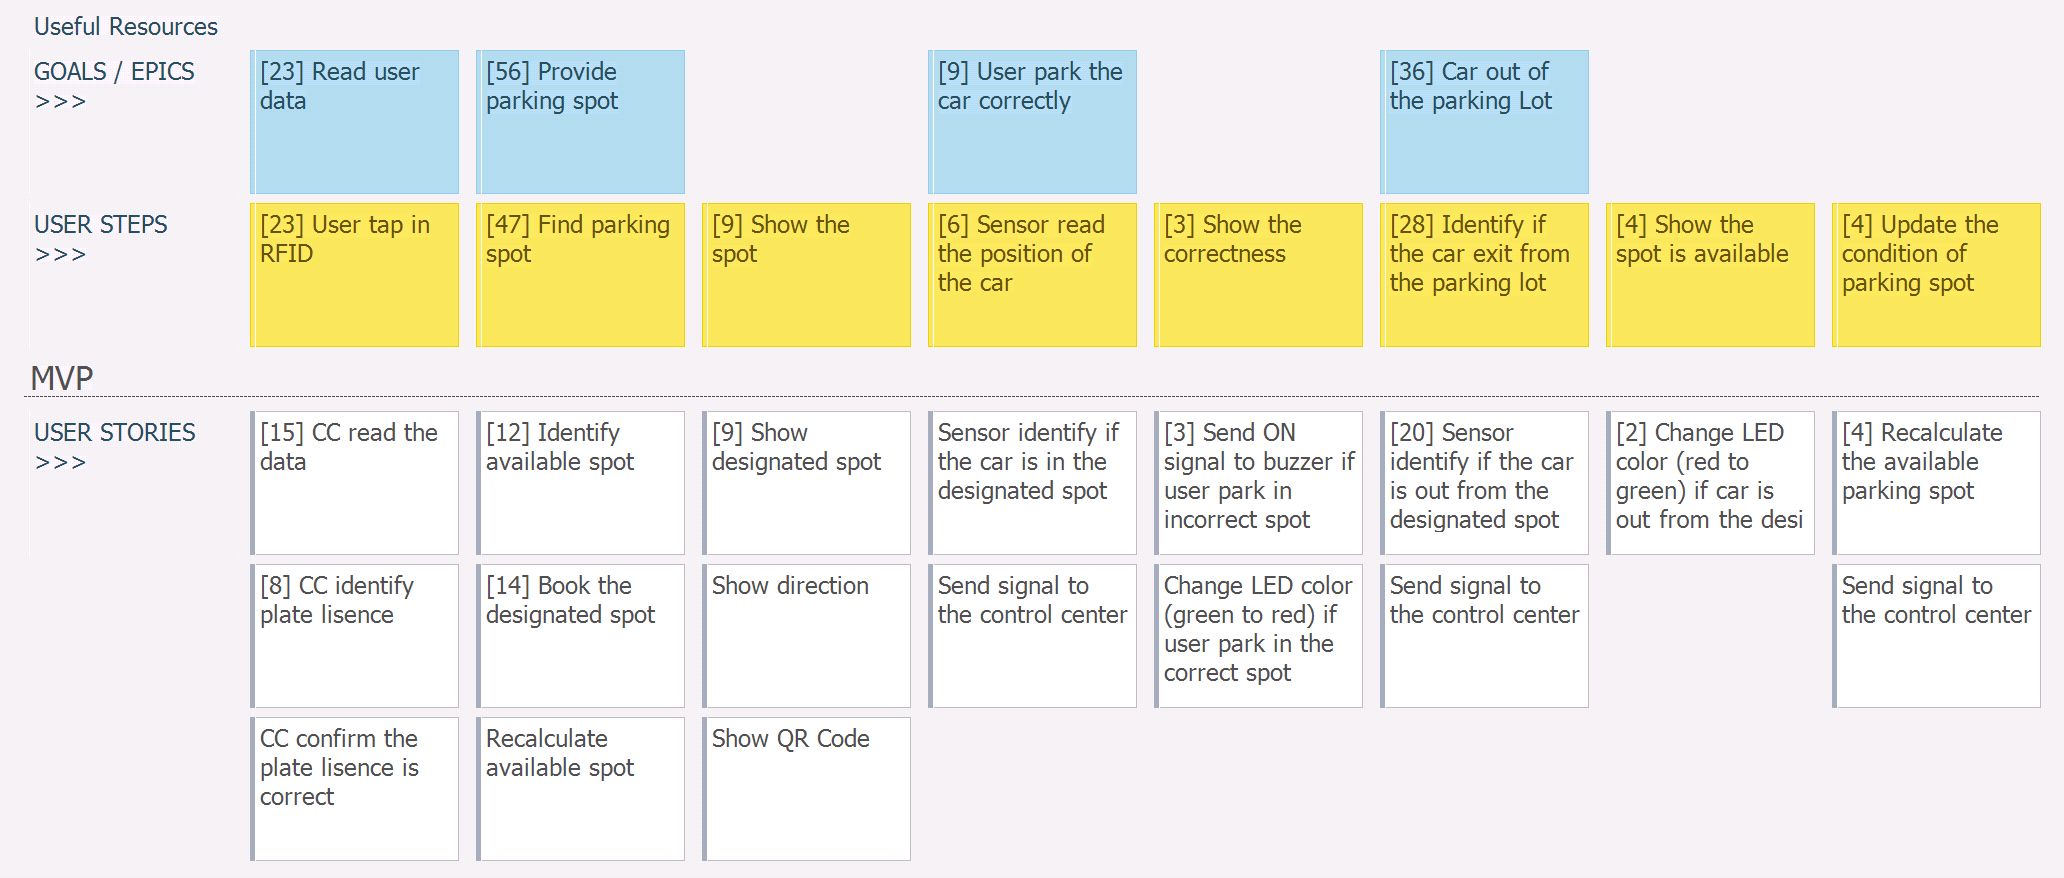 Useful Resources
GOALS / EPICS
>>>
[23] Read user
data
[56] Provide
parking spot
[9] User park the
car correctly
[36] Car out of
the parking Lot
USER STEPS
>>>
[23] User tap in
RFID
[47] Find parking
spot
[9] Show the
spot
[6] Sensor read
the position of
the car
[3] Show the
correctness
[28] Identify if
the car exit from
the parking lot
[4] Show the
spot is available
[4] Update the
condition of
parking spot
MVP
USER STORIES
>>>
[15] CC read the
data
[12] Identify
available spot
[9] Show
designated spot
Sensor identify if
the car is in the
designated spot
[3] Send ON
signal to buzzer if
user park in
incorrect spot
[20] Sensor
identify if the car
is out from the
designated spot
[2] Change LED
color (red to
green) if car is
out from the desi
[4] Recalculate
the available
parking spot
[8] CC identify
plate lisence
[14] Book the
designated spot
Show direction
Send signal to
the control center
Change LED color
(green to red) if
user park in the
correct spot
Send signal to
the control center
Send signal to
the control center
CC confirm the
plate lisence is
correct
Recalculate
available spot
Show QR Code